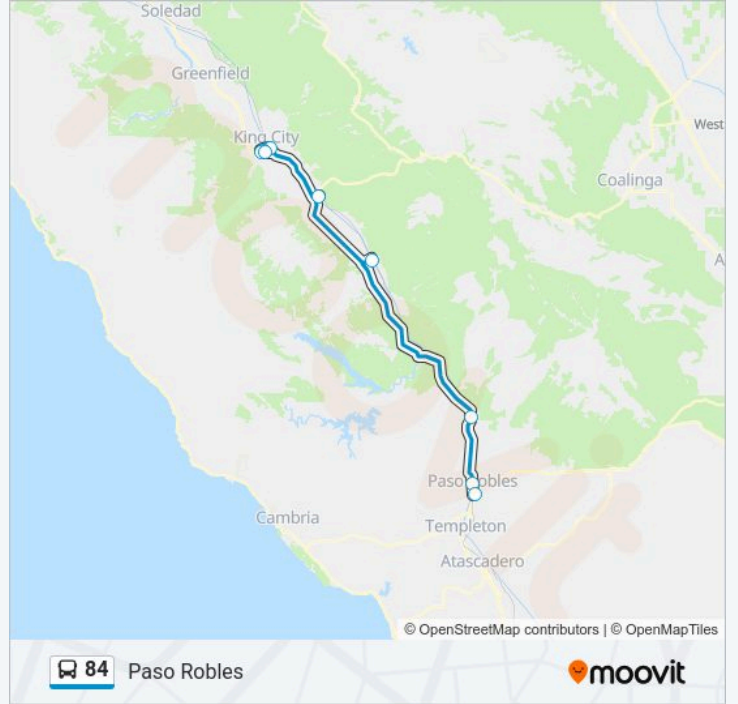 Soledad
Greenfield
King City
West
Coalinga
A
Paso Robles
Cambria
Templeton
Atascadero
© OpenStreetMap contributors | © OpenMapTiles
84 Paso Robles
moovit